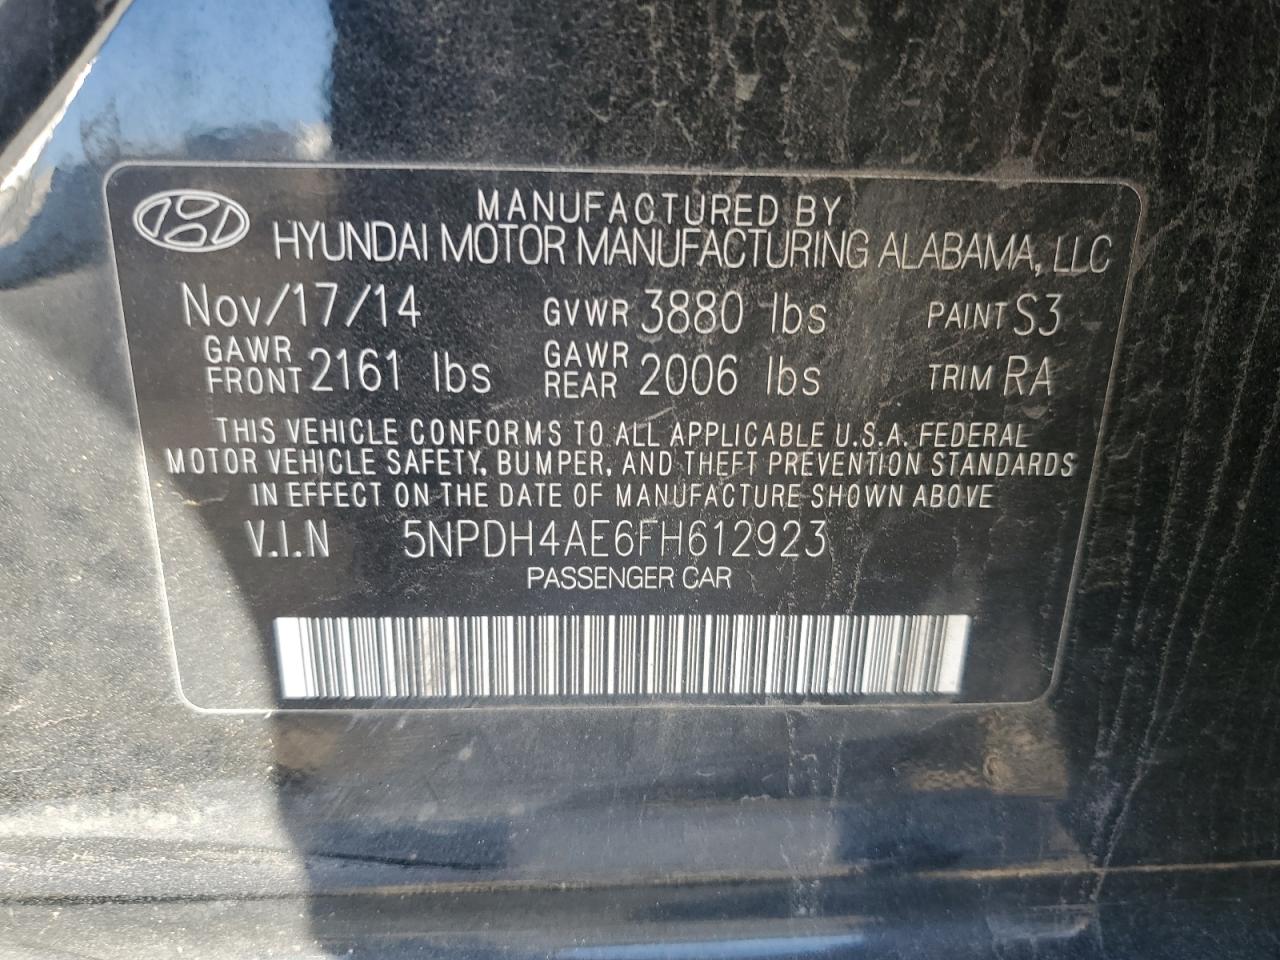 MANUFACTURED BY
HYUNDAI MOTOR MANUFACTURING ALABAMA, LLC
Nov/17/14 GVWR 3880 lbs PAINT S3
GAWR FRONT 2161 lbs GAWR REAR 2006 lbs TRIM RA
THIS VEHICLE CONFORMS TO ALL APPLICABLE U.S.A. FEDERAL
MOTOR VEHICLE SAFETY, BUMPER, AND THEFT PREVENTION STANDARDS
IN EFFECT ON THE DATE OF MANUFACTURE SHOWN ABOVE
V.I.N 5NPDH4AE6FH612923
PASSENGER CAR